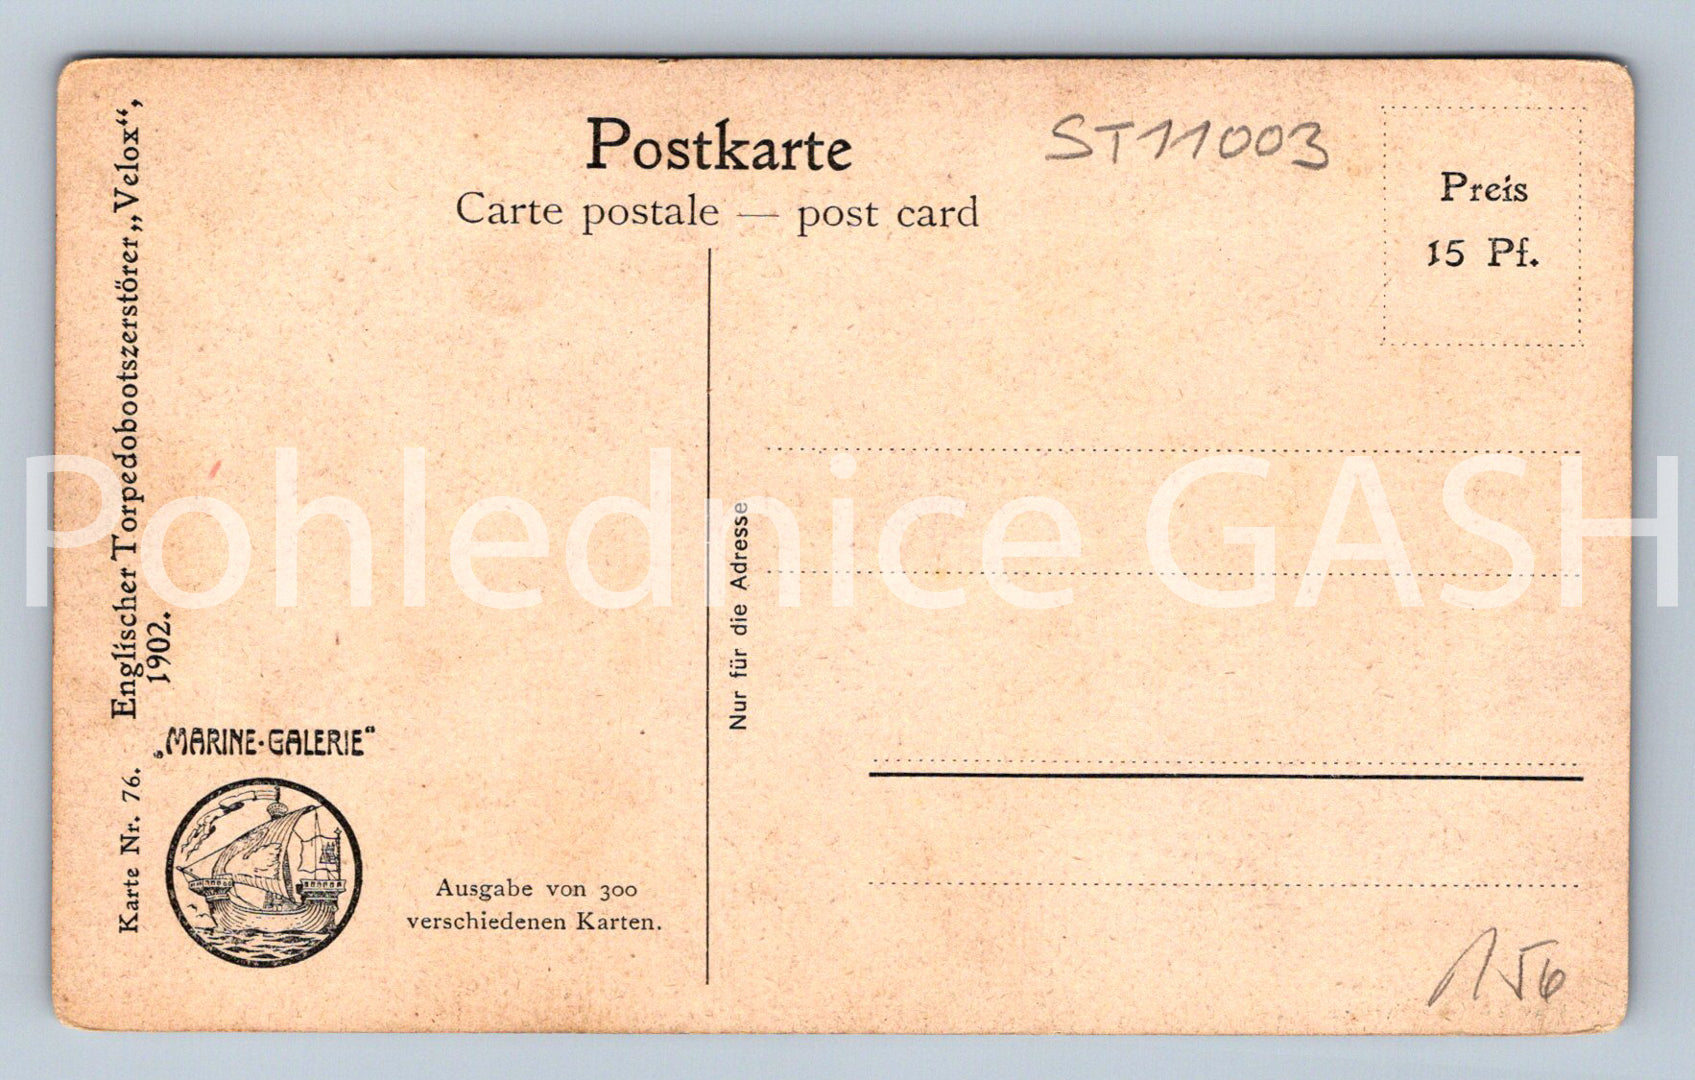 Postkarte
Carte postale — post card
ST11003
Preis
15 Pf.
Karte Nr. 76. Englischer Torpedobootszerstörer „Velox“,
1902.
„MARINE-GALERIE“
Ausgabe von 300
verschiedenen Karten.
Nur für die Adresse
156
Pohlednice GASH